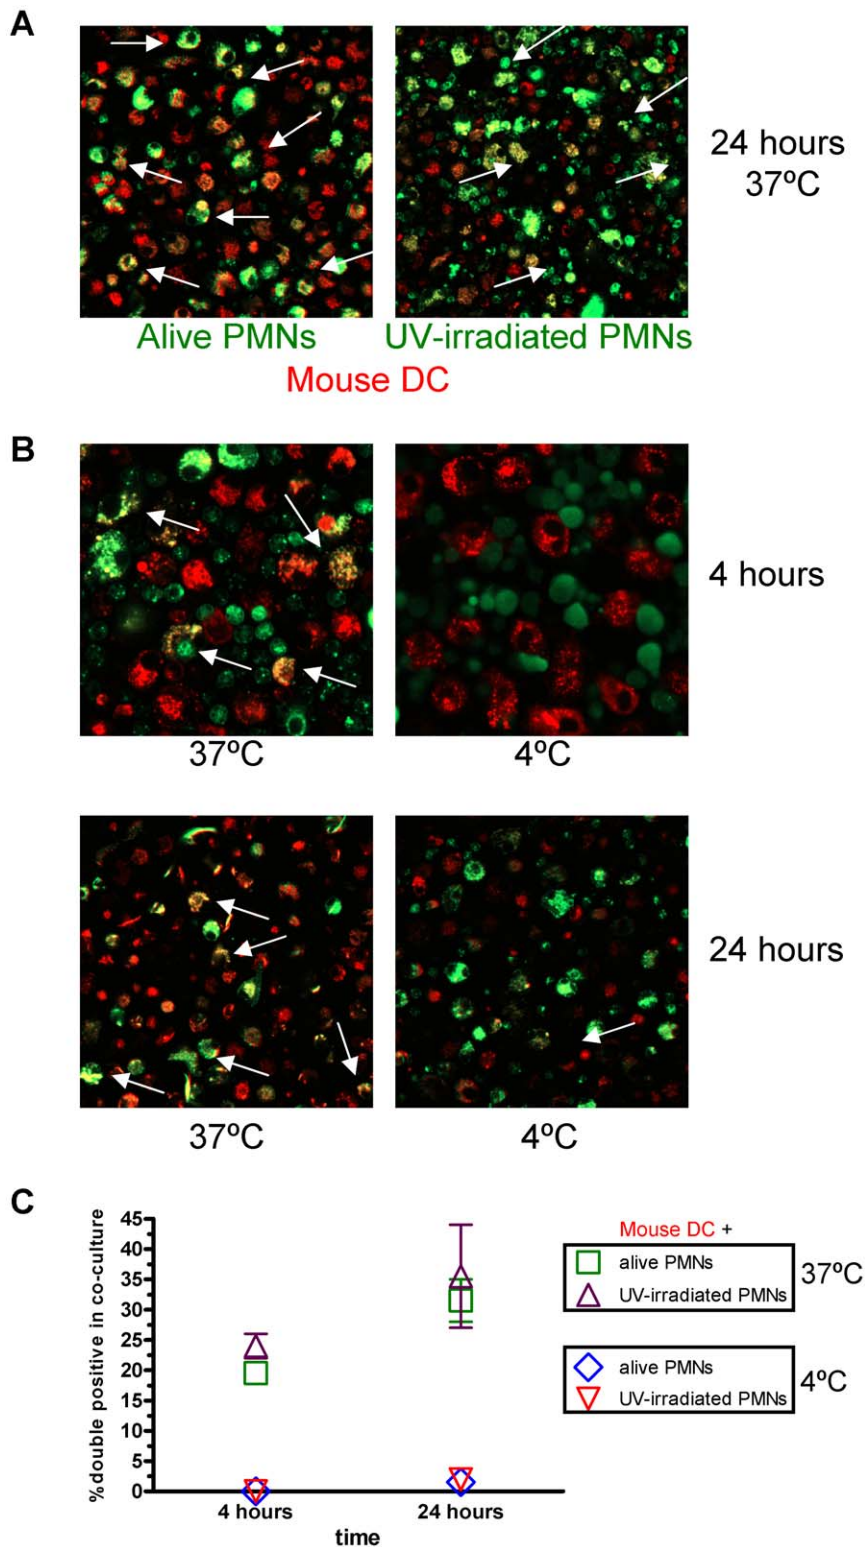 A
24 hours
37ºC
Alive PMNs
UV-irradiated PMNs
Mouse DC
B
4 hours
37ºC
4ºC
24 hours
37ºC
4ºC
C
%double positive in co-culture
45
40
35
30
25
20
15
10
5
0
4 hours
24 hours
time
Mouse DC +
alive PMNs
UV-irradiated PMNs
37ºC
alive PMNs
UV-irradiated PMNs
4ºC